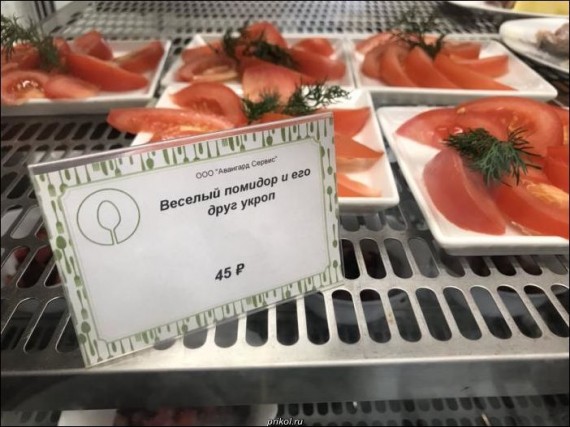 ООО "Авангард Сервис"
Веселый помидор и его
друг укроп
45 ₽
prikol.ru